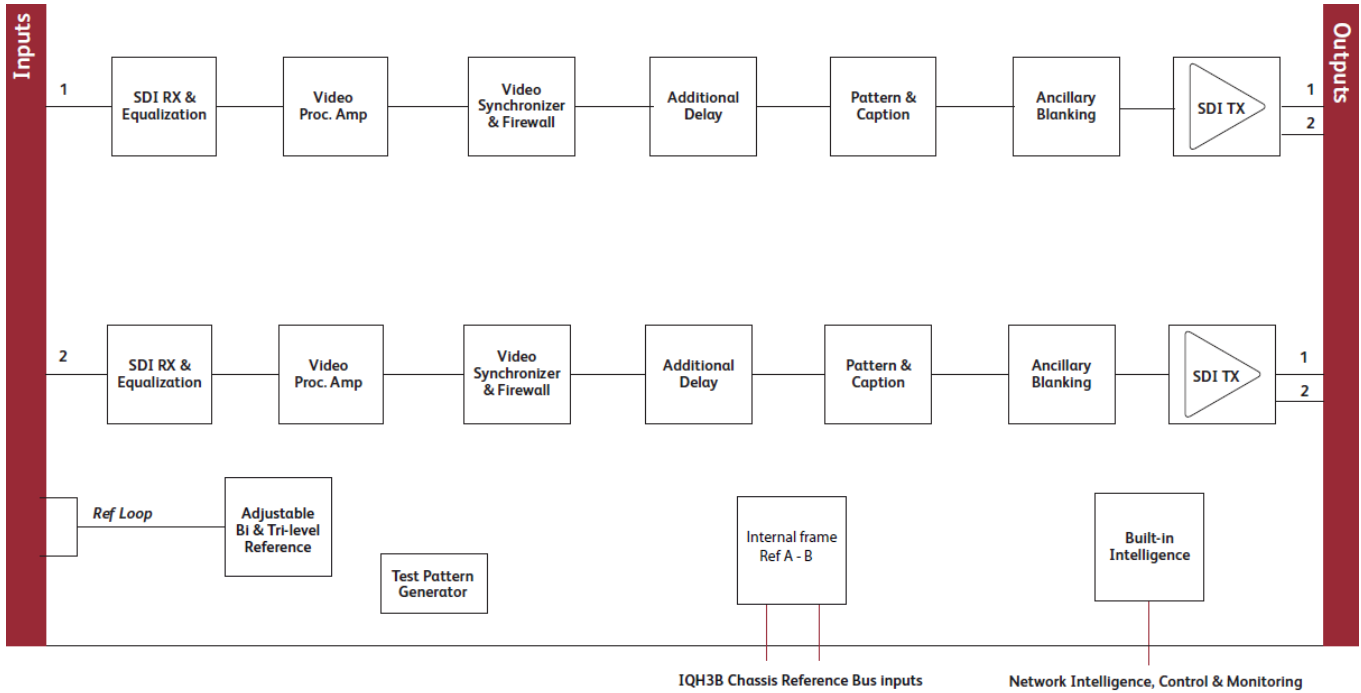 Inputs
Outputs
1
SDI RX &
Equalization
Video
Proc. Amp
Video
Synchronizer
& Firewall
Additional
Delay
Pattern &
Caption
Ancillary
Blanking
SDI TX
1
2
2
SDI RX &
Equalization
Video
Proc. Amp
Video
Synchronizer
& Firewall
Additional
Delay
Pattern &
Caption
Ancillary
Blanking
SDI TX
1
2
Ref Loop
Adjustable
Bi & Tri-level
Reference
Test Pattern
Generator
Internal frame
Ref A - B
Built-in
Intelligence
IQH3B Chassis Reference Bus inputs
Network Intelligence, Control & Monitoring